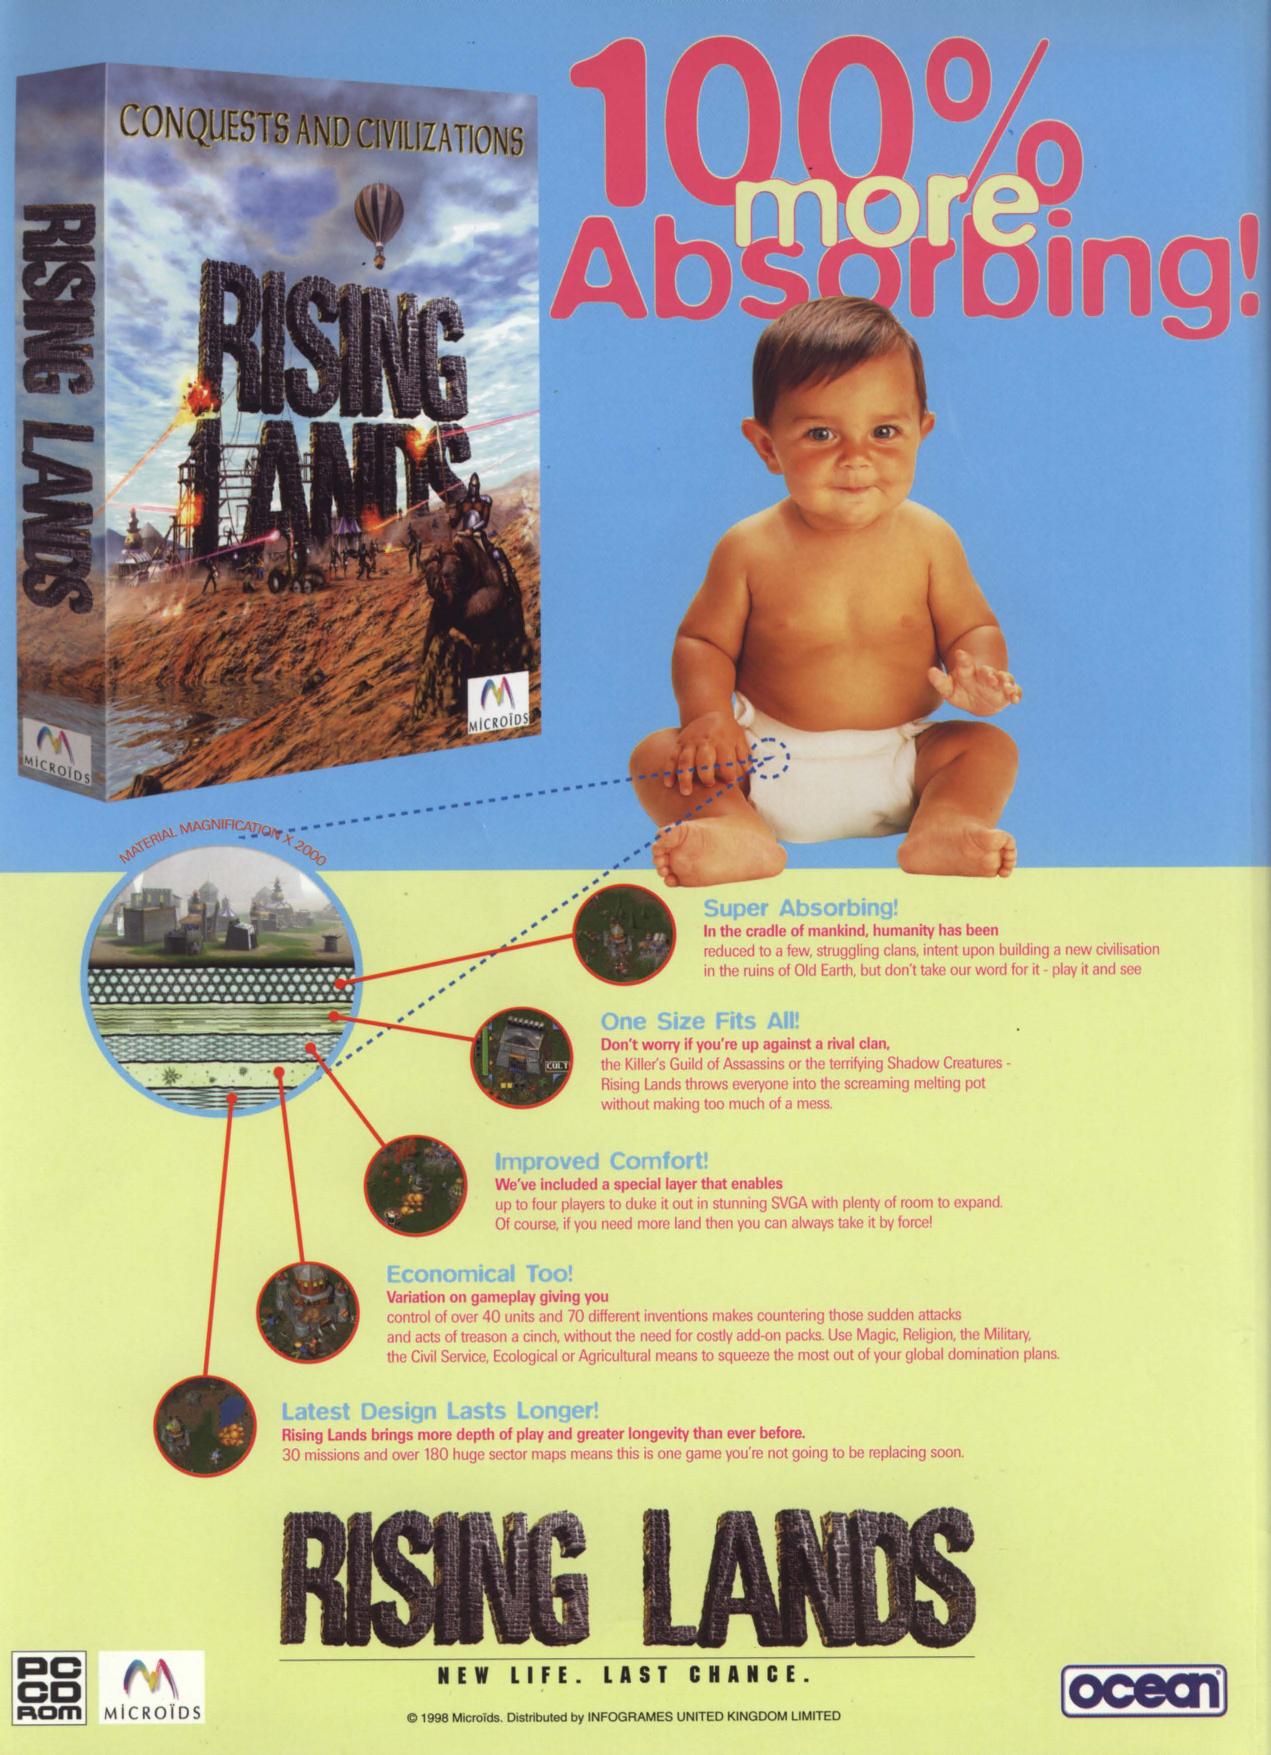 100%
more
Absorbing!
CONQUESTS AND CIVILIZATIONS
RISING
LANDS
RISING LANDS
MICROÏDS
MICROÏDS
MATERIAL MAGNIFICATION X 2000
Super Absorbing!
In the cradle of mankind, humanity has been
reduced to a few, struggling clans, intent upon building a new civilisation
in the ruins of Old Earth, but don't take our word for it - play it and see
One Size Fits All!
Don't worry if you're up against a rival clan,
the Killer's Guild of Assassins or the terrifying Shadow Creatures -
Rising Lands throws everyone into the screaming melting pot
without making too much of a mess.
CULT
Improved Comfort!
We've included a special layer that enables
up to four players to duke it out in stunning SVGA with plenty of room to expand.
Of course, if you need more land then you can always take it by force!
Economical Too!
Variation on gameplay giving you
control of over 40 units and 70 different inventions makes countering those sudden attacks
and acts of treason a cinch, without the need for costly add-on packs. Use Magic, Religion, the Military,
the Civil Service, Ecological or Agricultural means to squeeze the most out of your global domination plans.
Latest Design Lasts Longer!
Rising Lands brings more depth of play and greater longevity than ever before.
30 missions and over 180 huge sector maps means this is one game you're not going to be replacing soon.
RISING LANDS
NEW LIFE. LAST CHANCE.
PC
CD
ROM
MICROÏDS
ocean
© 1998 Microïds. Distributed by INFOGRAMES UNITED KINGDOM LIMITED